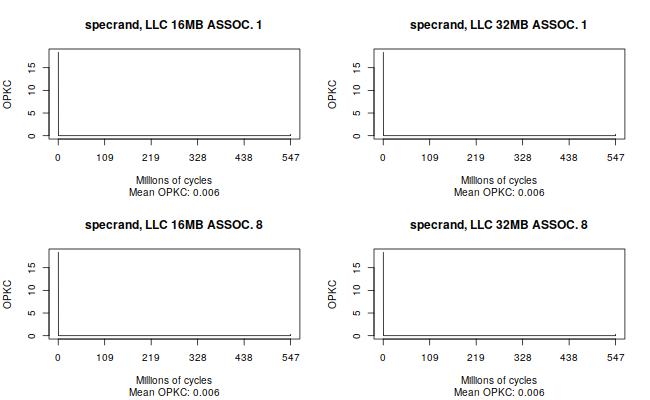 specrand, LLC 16MB ASSOC. 1
OPKC
15
10
5
0
0 109 219 328 438 547
Millions of cycles
Mean OPKC: 0.006
specrand, LLC 32MB ASSOC. 1
OPKC
15
10
5
0
0 109 219 328 438 547
Millions of cycles
Mean OPKC: 0.006
specrand, LLC 16MB ASSOC. 8
OPKC
15
10
5
0
0 109 219 328 438 547
Millions of cycles
Mean OPKC: 0.006
specrand, LLC 32MB ASSOC. 8
OPKC
15
10
5
0
0 109 219 328 438 547
Millions of cycles
Mean OPKC: 0.006